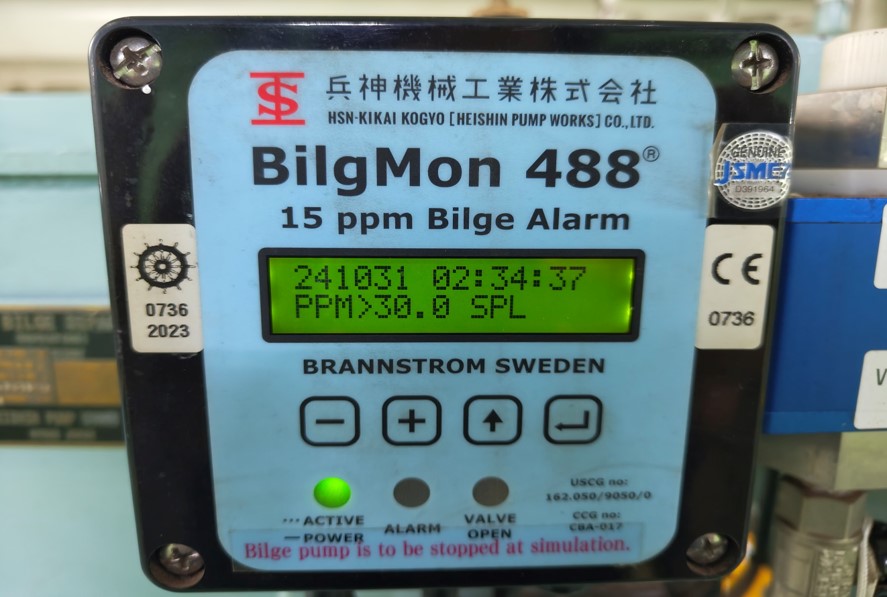 兵神機械工業株式会社
HSN-KIKAI KOGYO [HEISHIN PUMP WORKS] CO.,LTD.
BilgMon 488®
15 ppm Bilge Alarm
GENUINE
JSMEA
0391964
241031 02:34:37
PPM>30.0 SPL
0736
2023
CE
0736
BRANNSTROM SWEDEN
− + ↑ ↵
ACTIVE
POWER
ALARM
VALVE
OPEN
USCG no:
162.050/9050/0
CCG no:
CBA-017
Bilge pump is to be stopped at simulation.